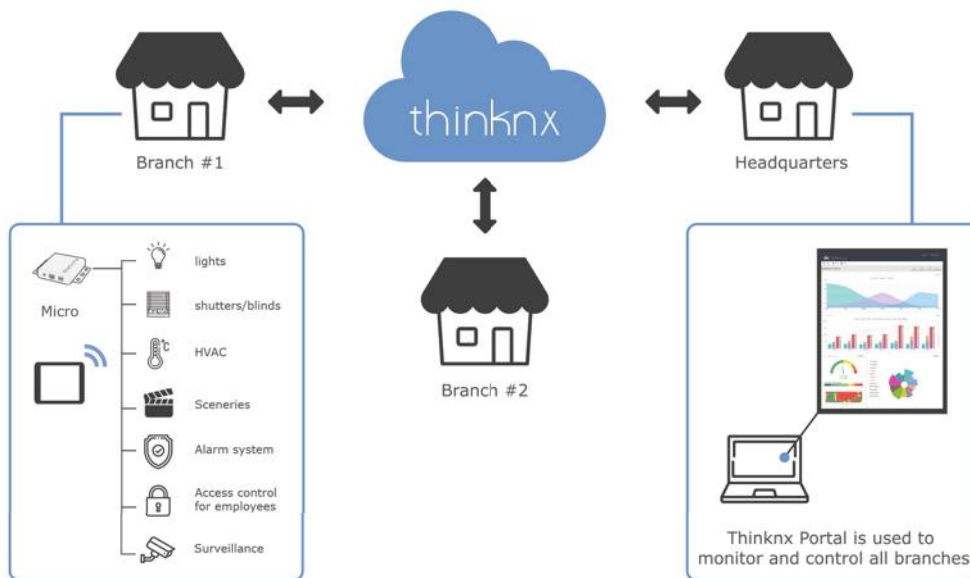 thinknx
Branch #1
Headquarters
Branch #2
Micro
lights
shutters/blinds
°C
HVAC
Sceneries
Alarm system
Access control
for employees
Surveillance
Thinknx Portal is used to
monitor and control all branches